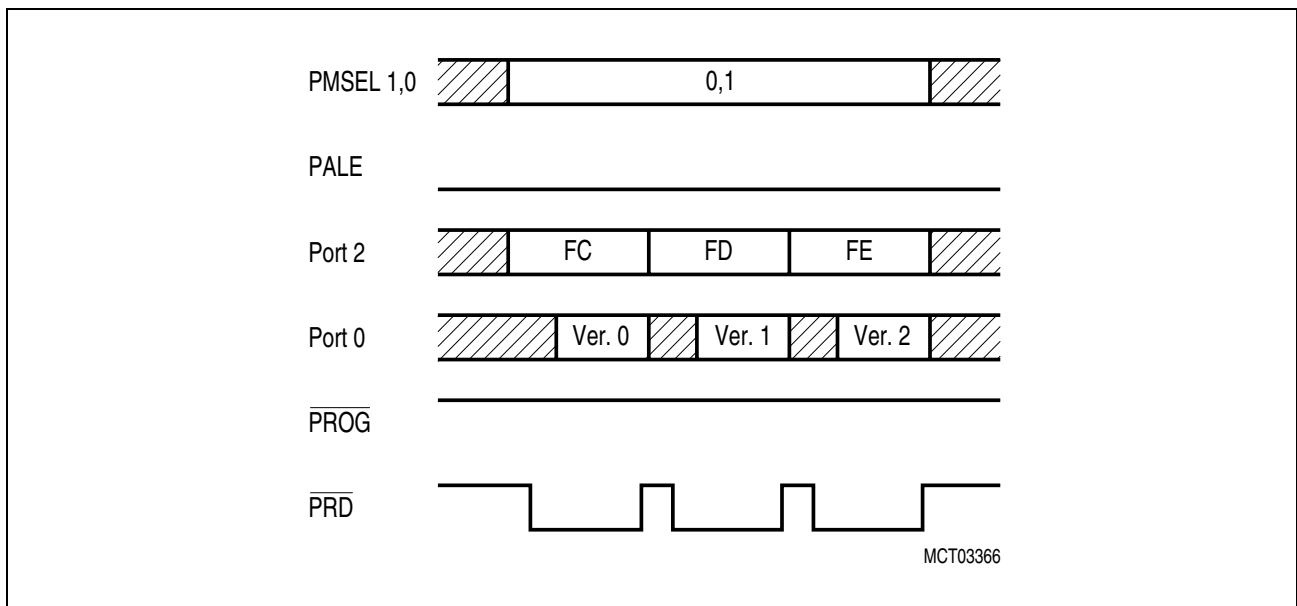 PMSEL 1,0
0,1
PALE
Port 2
FC
FD
FE
Port 0
Ver. 0
Ver. 1
Ver. 2
PROG
PRD
MCT03366